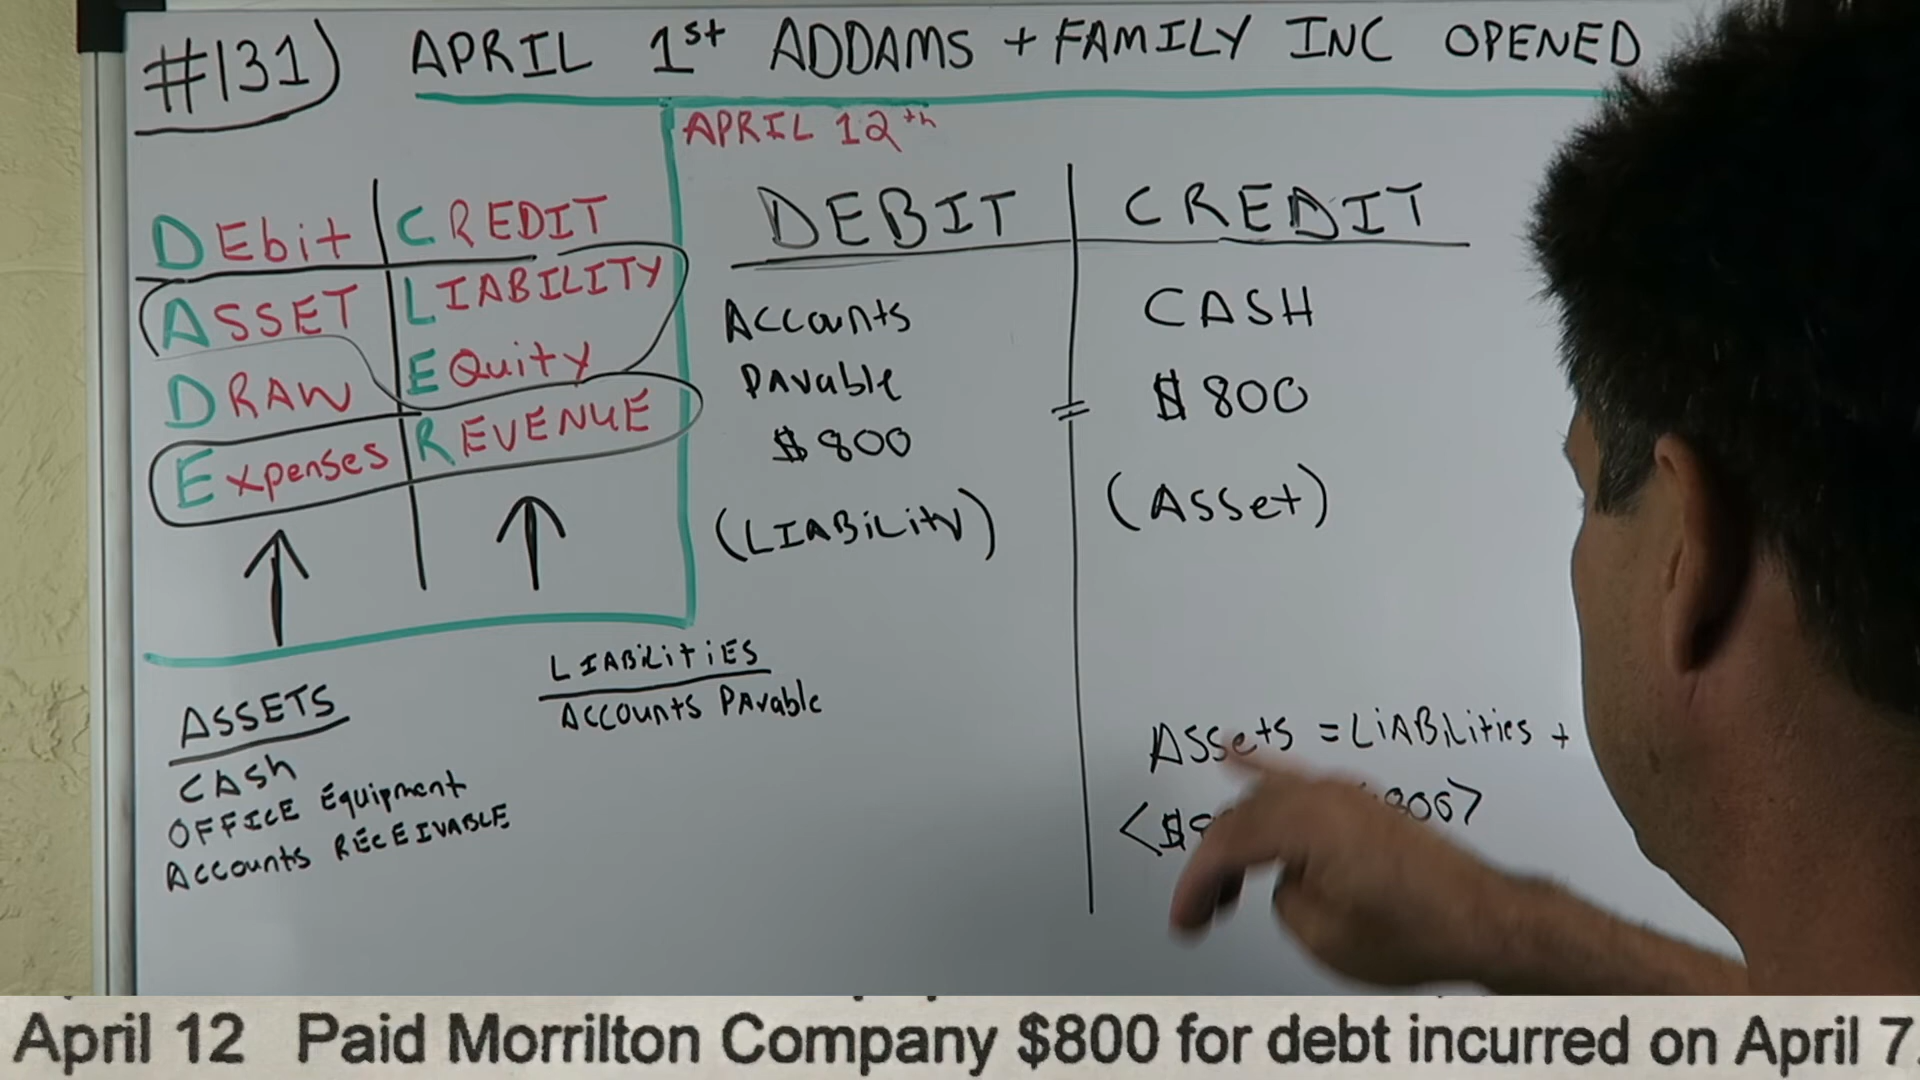 #131) APRIL 1st ADDAMS + FAMILY INC OPENED
APRIL 12th
DEbit CREDIT
ASSET LIABILITY
DRAW EQuity
Expenses REVENUE
DEBIT CREDIT
Accounts
PAyable
$800
(LIABiLity)
=
CASH
$800
(Asset)
ASSETS
CASh
OFFICE Equipment
Accounts RECEIVABLE
LIABiLitiES
Accounts PAyable
Assets = LiABiLities +
April 12 Paid Morrilton Company $800 for debt incurred on April 7.